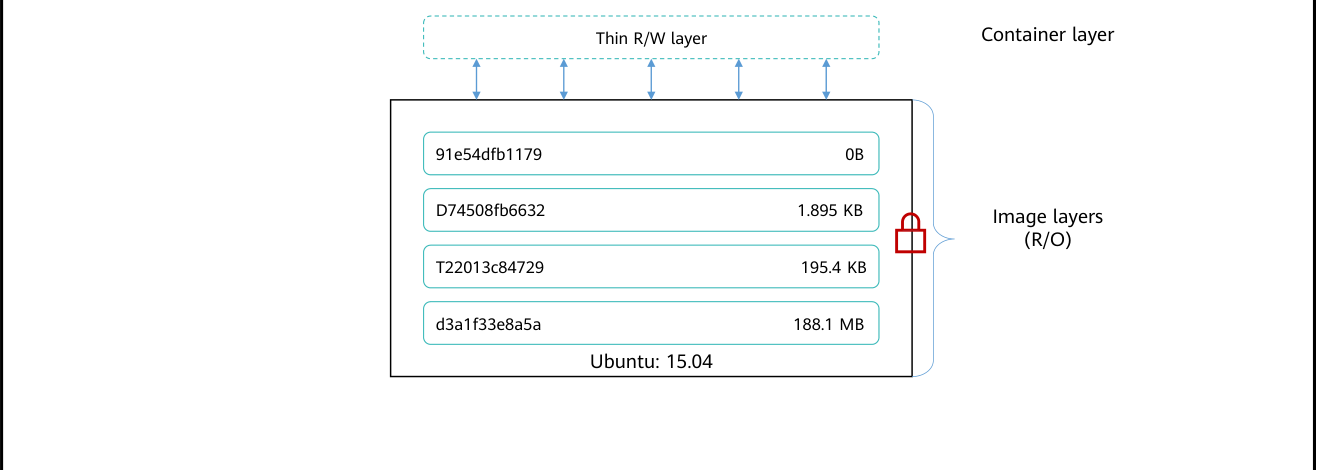 Thin R/W layer
Container layer
91e54dfb1179 0B
D74508fb6632 1.895 KB
T22013c84729 195.4 KB
d3a1f33e8a5a 188.1 MB
Ubuntu: 15.04
Image layers
(R/O)